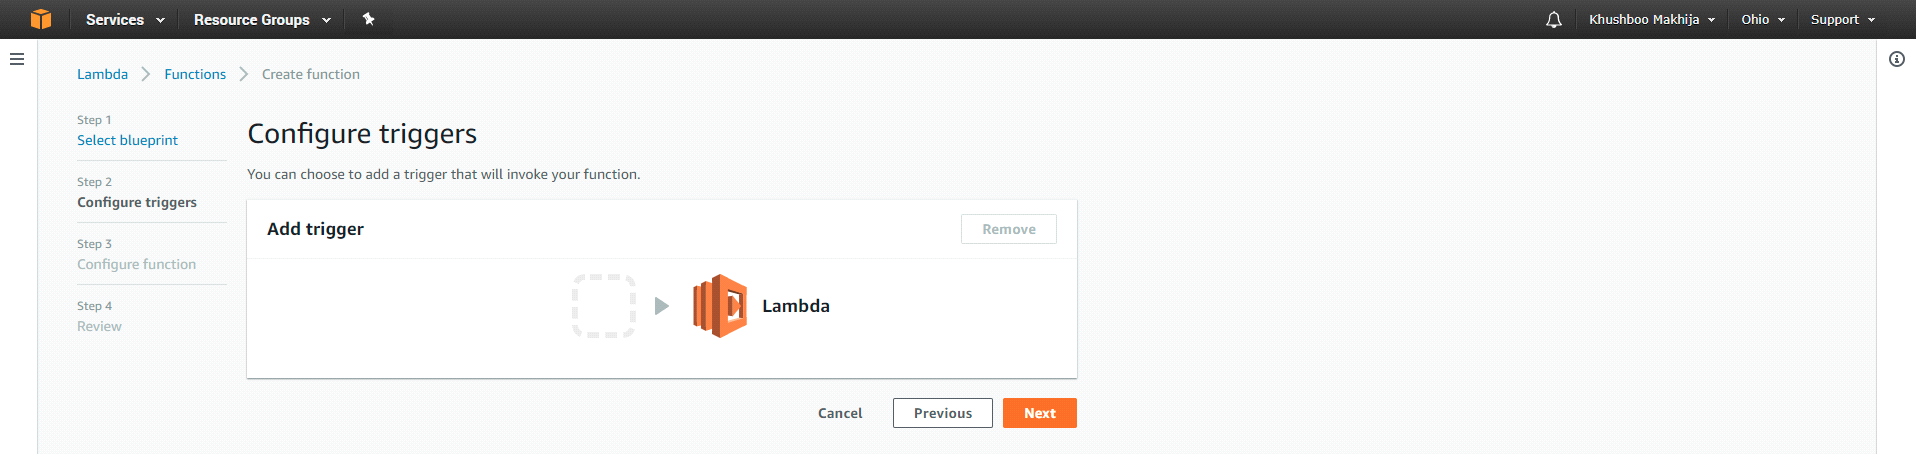 Services Resource Groups Khushboo Makhija Ohio Support
Lambda Functions Create function
Step 1
Select blueprint
Step 2
Configure triggers
Step 3
Configure function
Step 4
Review
Configure triggers
You can choose to add a trigger that will invoke your function.
Add trigger Remove
Lambda
Cancel Previous Next